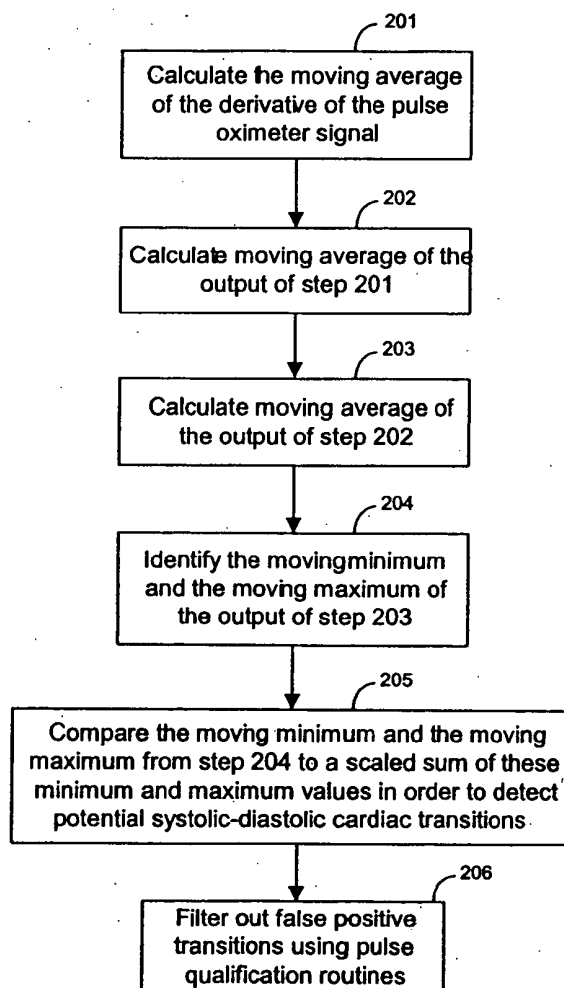 201
Calculate the moving average
of the derivative of the pulse
oximeter signal
202
Calculate moving average of the
output of step 201
203
Calculate moving average of
the output of step 202
204
Identify the movingminimum
and the moving maximum of
the output of step 203
205
Compare the moving minimum and the moving
maximum from step 204 to a scaled sum of these
minimum and maximum values in order to detect
potential systolic-diastolic cardiac transitions
206
Filter out false positive
transitions using pulse
qualification routines